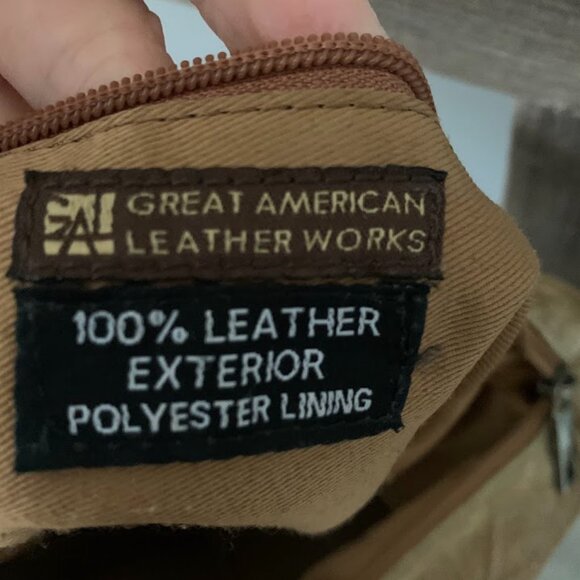 GREAT AMERICAN
LEATHER WORKS
100% LEATHER
EXTERIOR
POLYESTER LINING